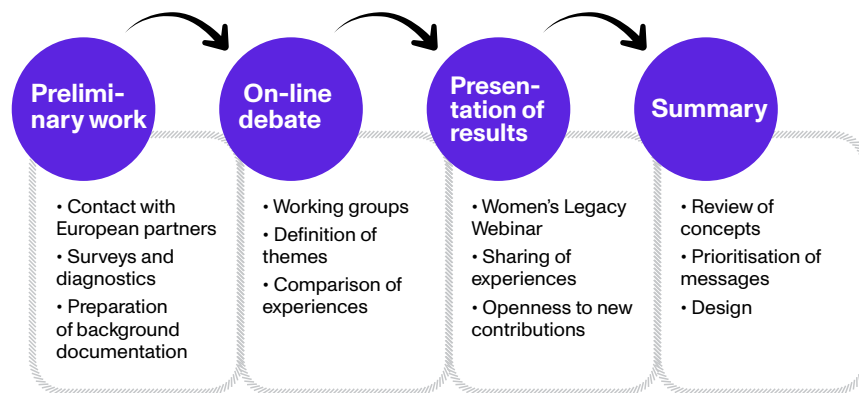 Prelimi-
nary work
• Contact with
European partners
• Surveys and
diagnostics
• Preparation
of background
documentation
On-line
debate
• Working groups
• Definition of
themes
• Comparison of
experiences
Presen-
tation of
results
• Women's Legacy
Webinar
• Sharing of
experiences
• Openness to new
contributions
Summary
• Review of
concepts
• Prioritisation of
messages
• Design